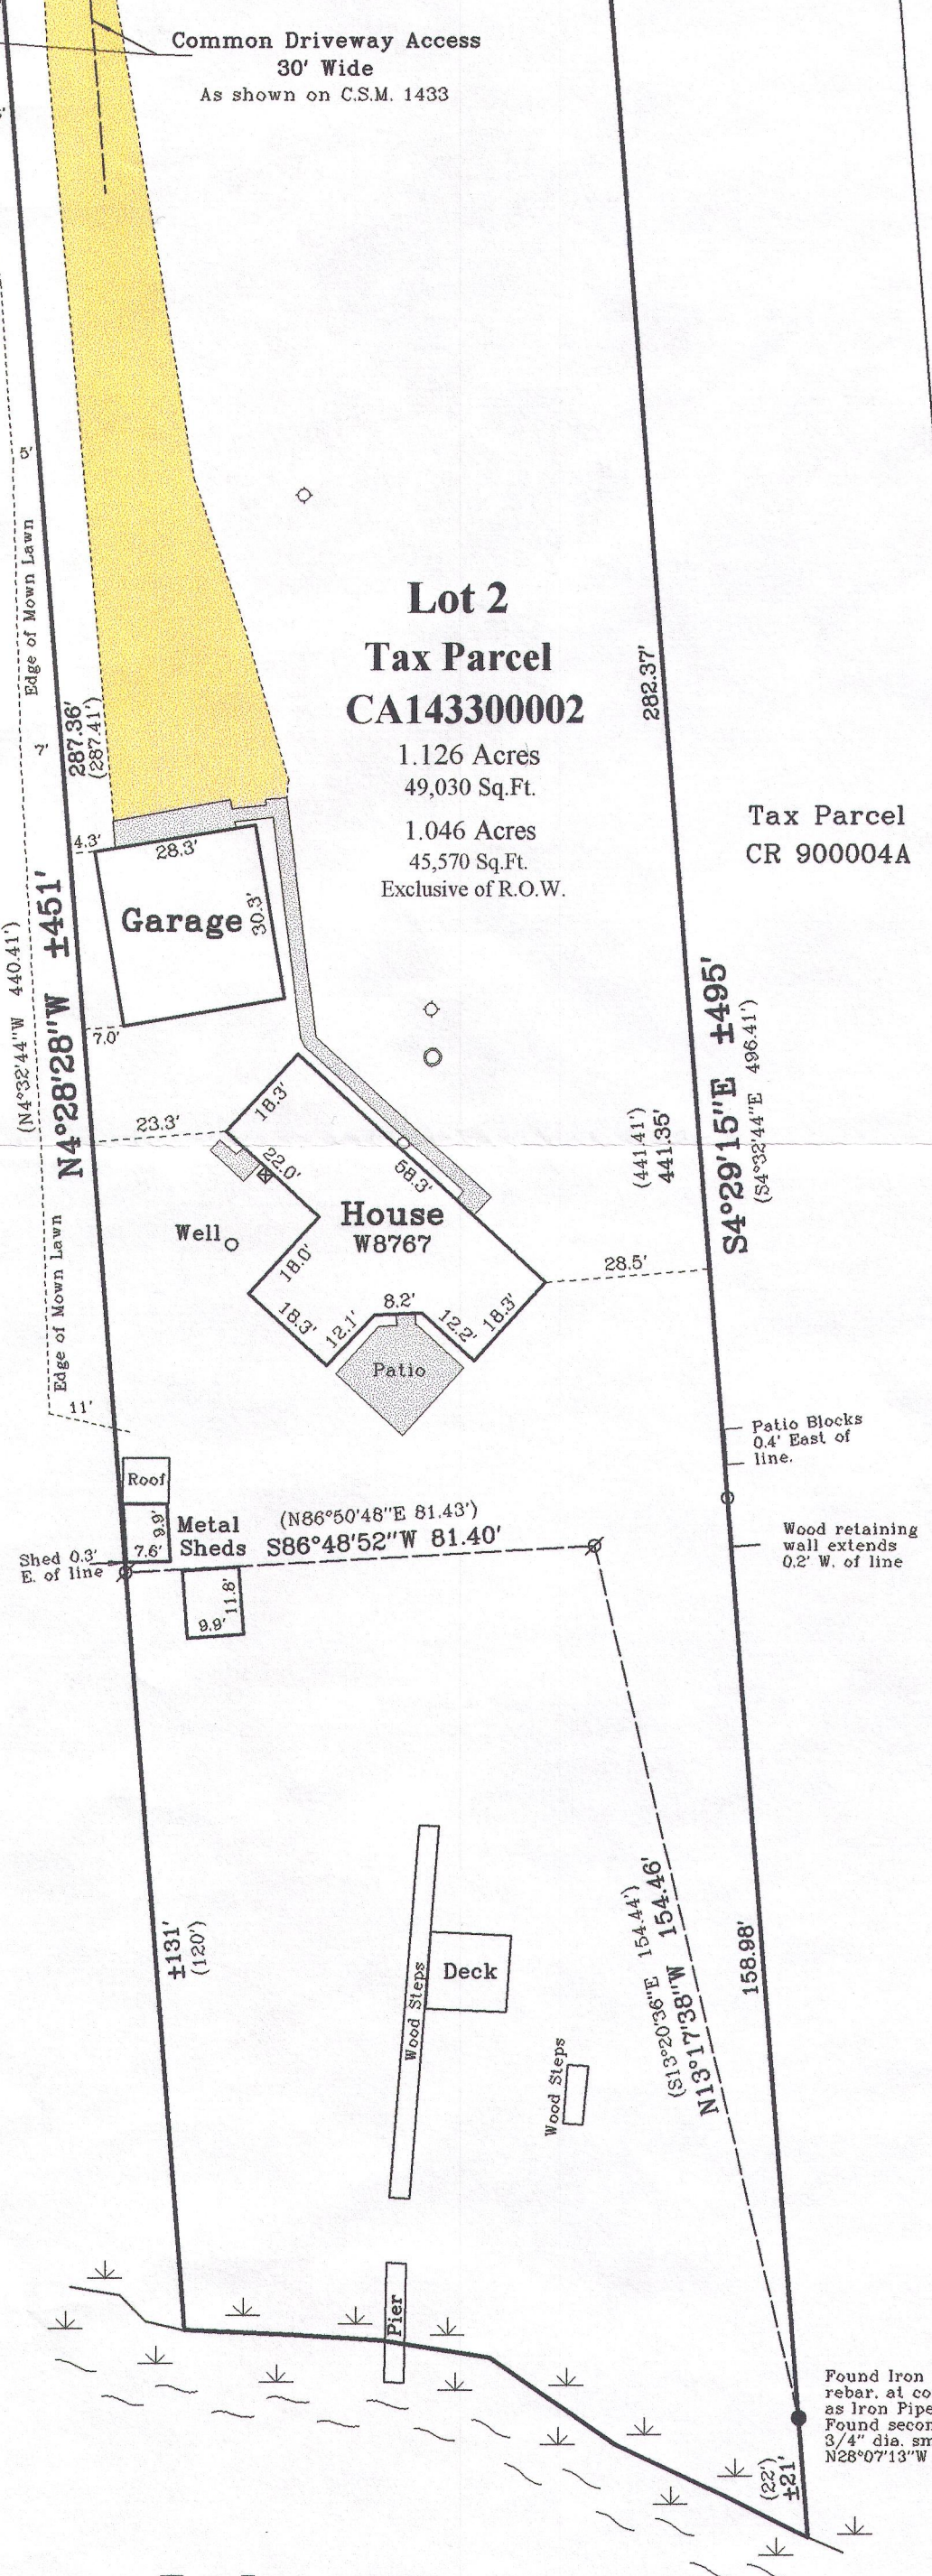 Common Driveway Access
30' Wide
As shown on C.S.M. 1433
5'
Edge of Mown Lawn
7'
287.36'
(287.41')
Lot 2
Tax Parcel
CA143300002
1.126 Acres
49,030 Sq.Ft.
1.046 Acres
45,570 Sq.Ft.
Exclusive of R.O.W.
282.37'
Tax Parcel
CR 900004A
4.3'
28.3'
Garage
30.3'
7.0'
N4°28'28"W ±451'
(N4°32'44"W 440.41')
S4°29'15"E ±495'
(S4°32'44"E 496.41')
(441.41')
441.35'
23.3'
18.3'
22.0'
58.3'
House
W8767
Well
18.0'
18.3'
12.1'
8.2'
12.2'
18.3'
28.5'
Patio
Edge of Mown Lawn
11'
Patio Blocks
0.4' East of
line.
Roof
9.9'
7.6'
Metal
Sheds
(N86°50'48"E 81.43')
S86°48'52"W 81.40'
Shed 0.3'
E. of line
11.8'
9.9'
Wood retaining
wall extends
0.2' W. of line
±131'
(120')
Wood Steps
Deck
Wood Steps
(S13°20'36"E 154.44')
N13°17'38"W 154.46'
158.98'
Pier
Found Iron
rebar. at co
as Iron Pipe
Found secon
3/4" dia. sm
N28°07'13"W
(22')
±21'